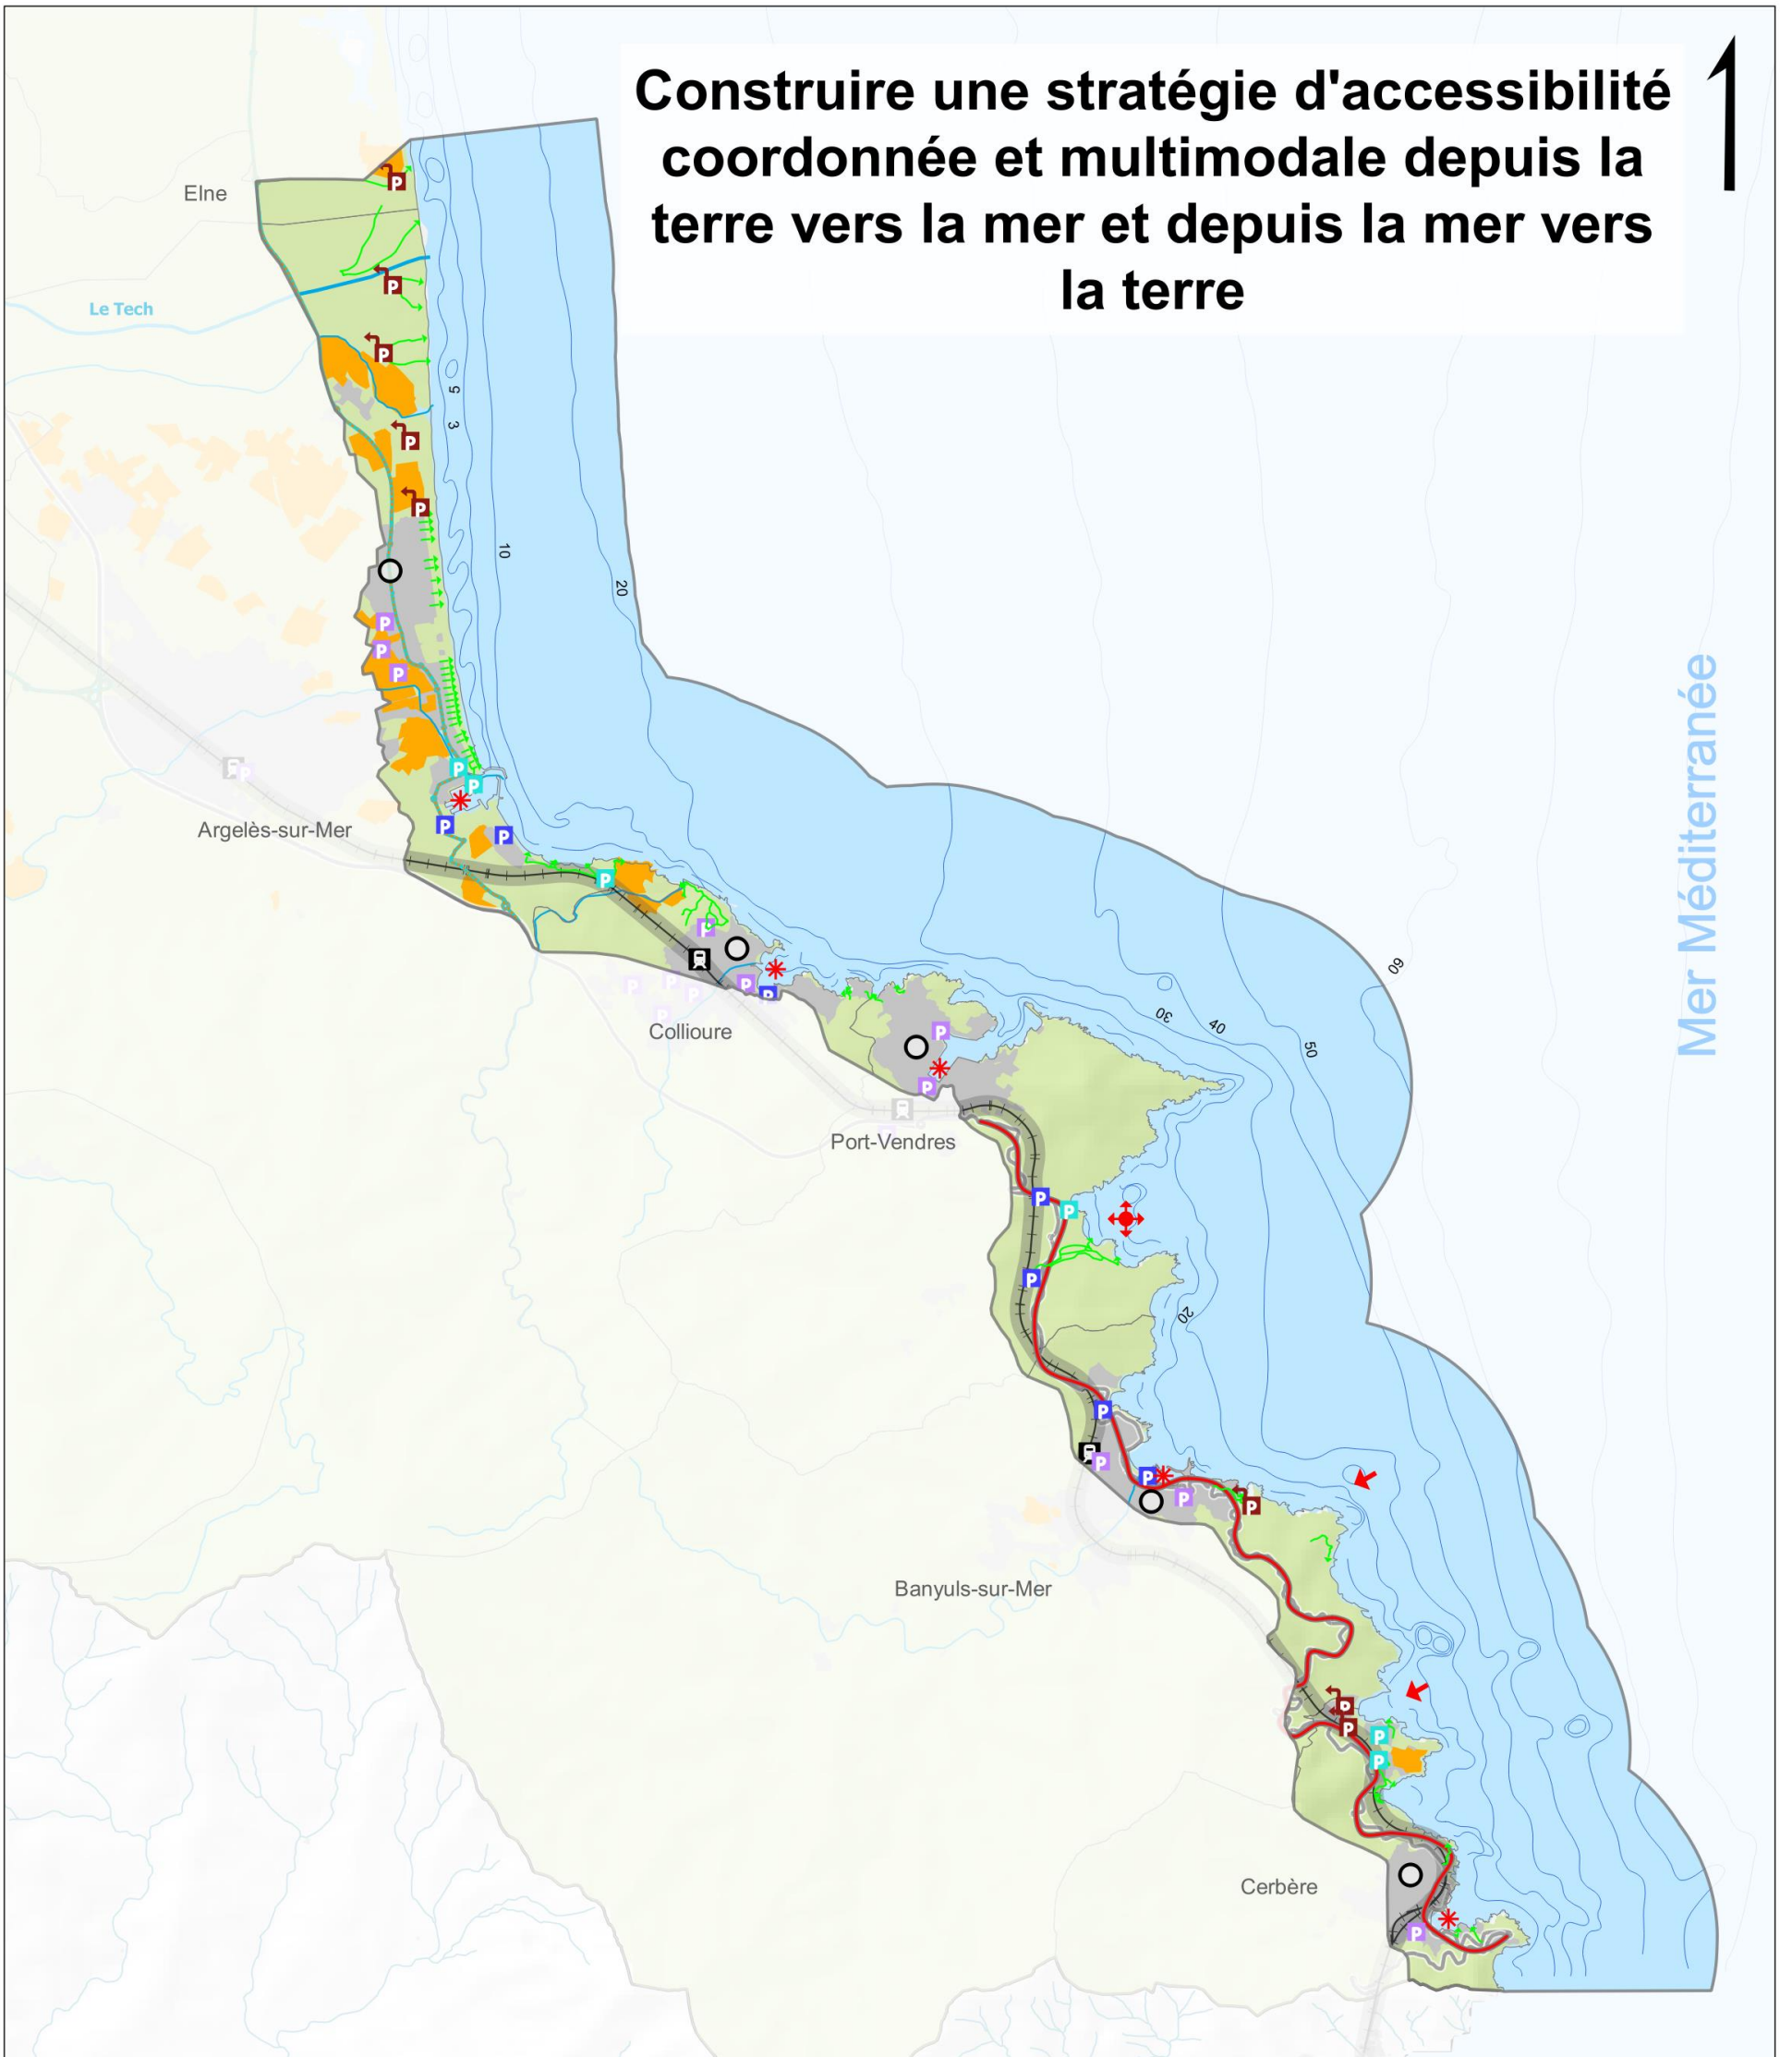 Construire une stratégie d'accessibilité
coordonnée et multimodale depuis la
terre vers la mer et depuis la mer vers
la terre
Elne
P
P
Le Tech
P
5
3
P
P
10
20
P
P
P
Mer Méditerranée
P
P
P
Argelès-sur-Mer
P
P
P
P
60
P
P
P
P
P
P
P
30
40
Collioure
P
50
P
Port-Vendres
P
P
P
20
P
P
P
P
P
Banyuls-sur-Mer
P
P
P
P
Cerbère
P